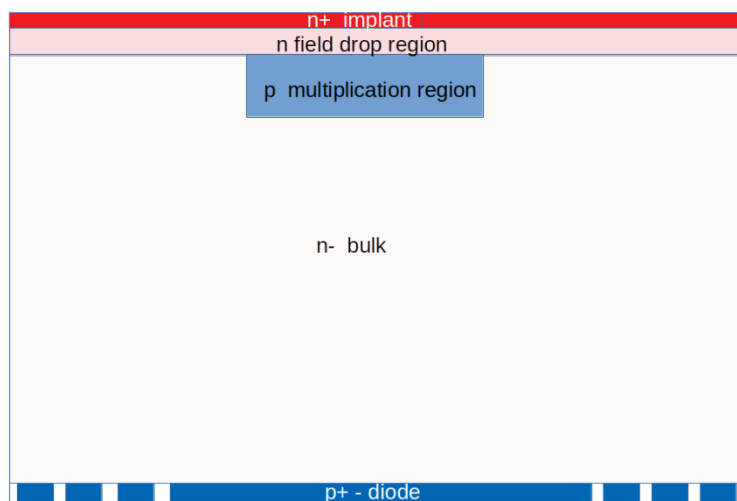 n+ implant
n field drop region
p multiplication region
n- bulk
p+ - diode